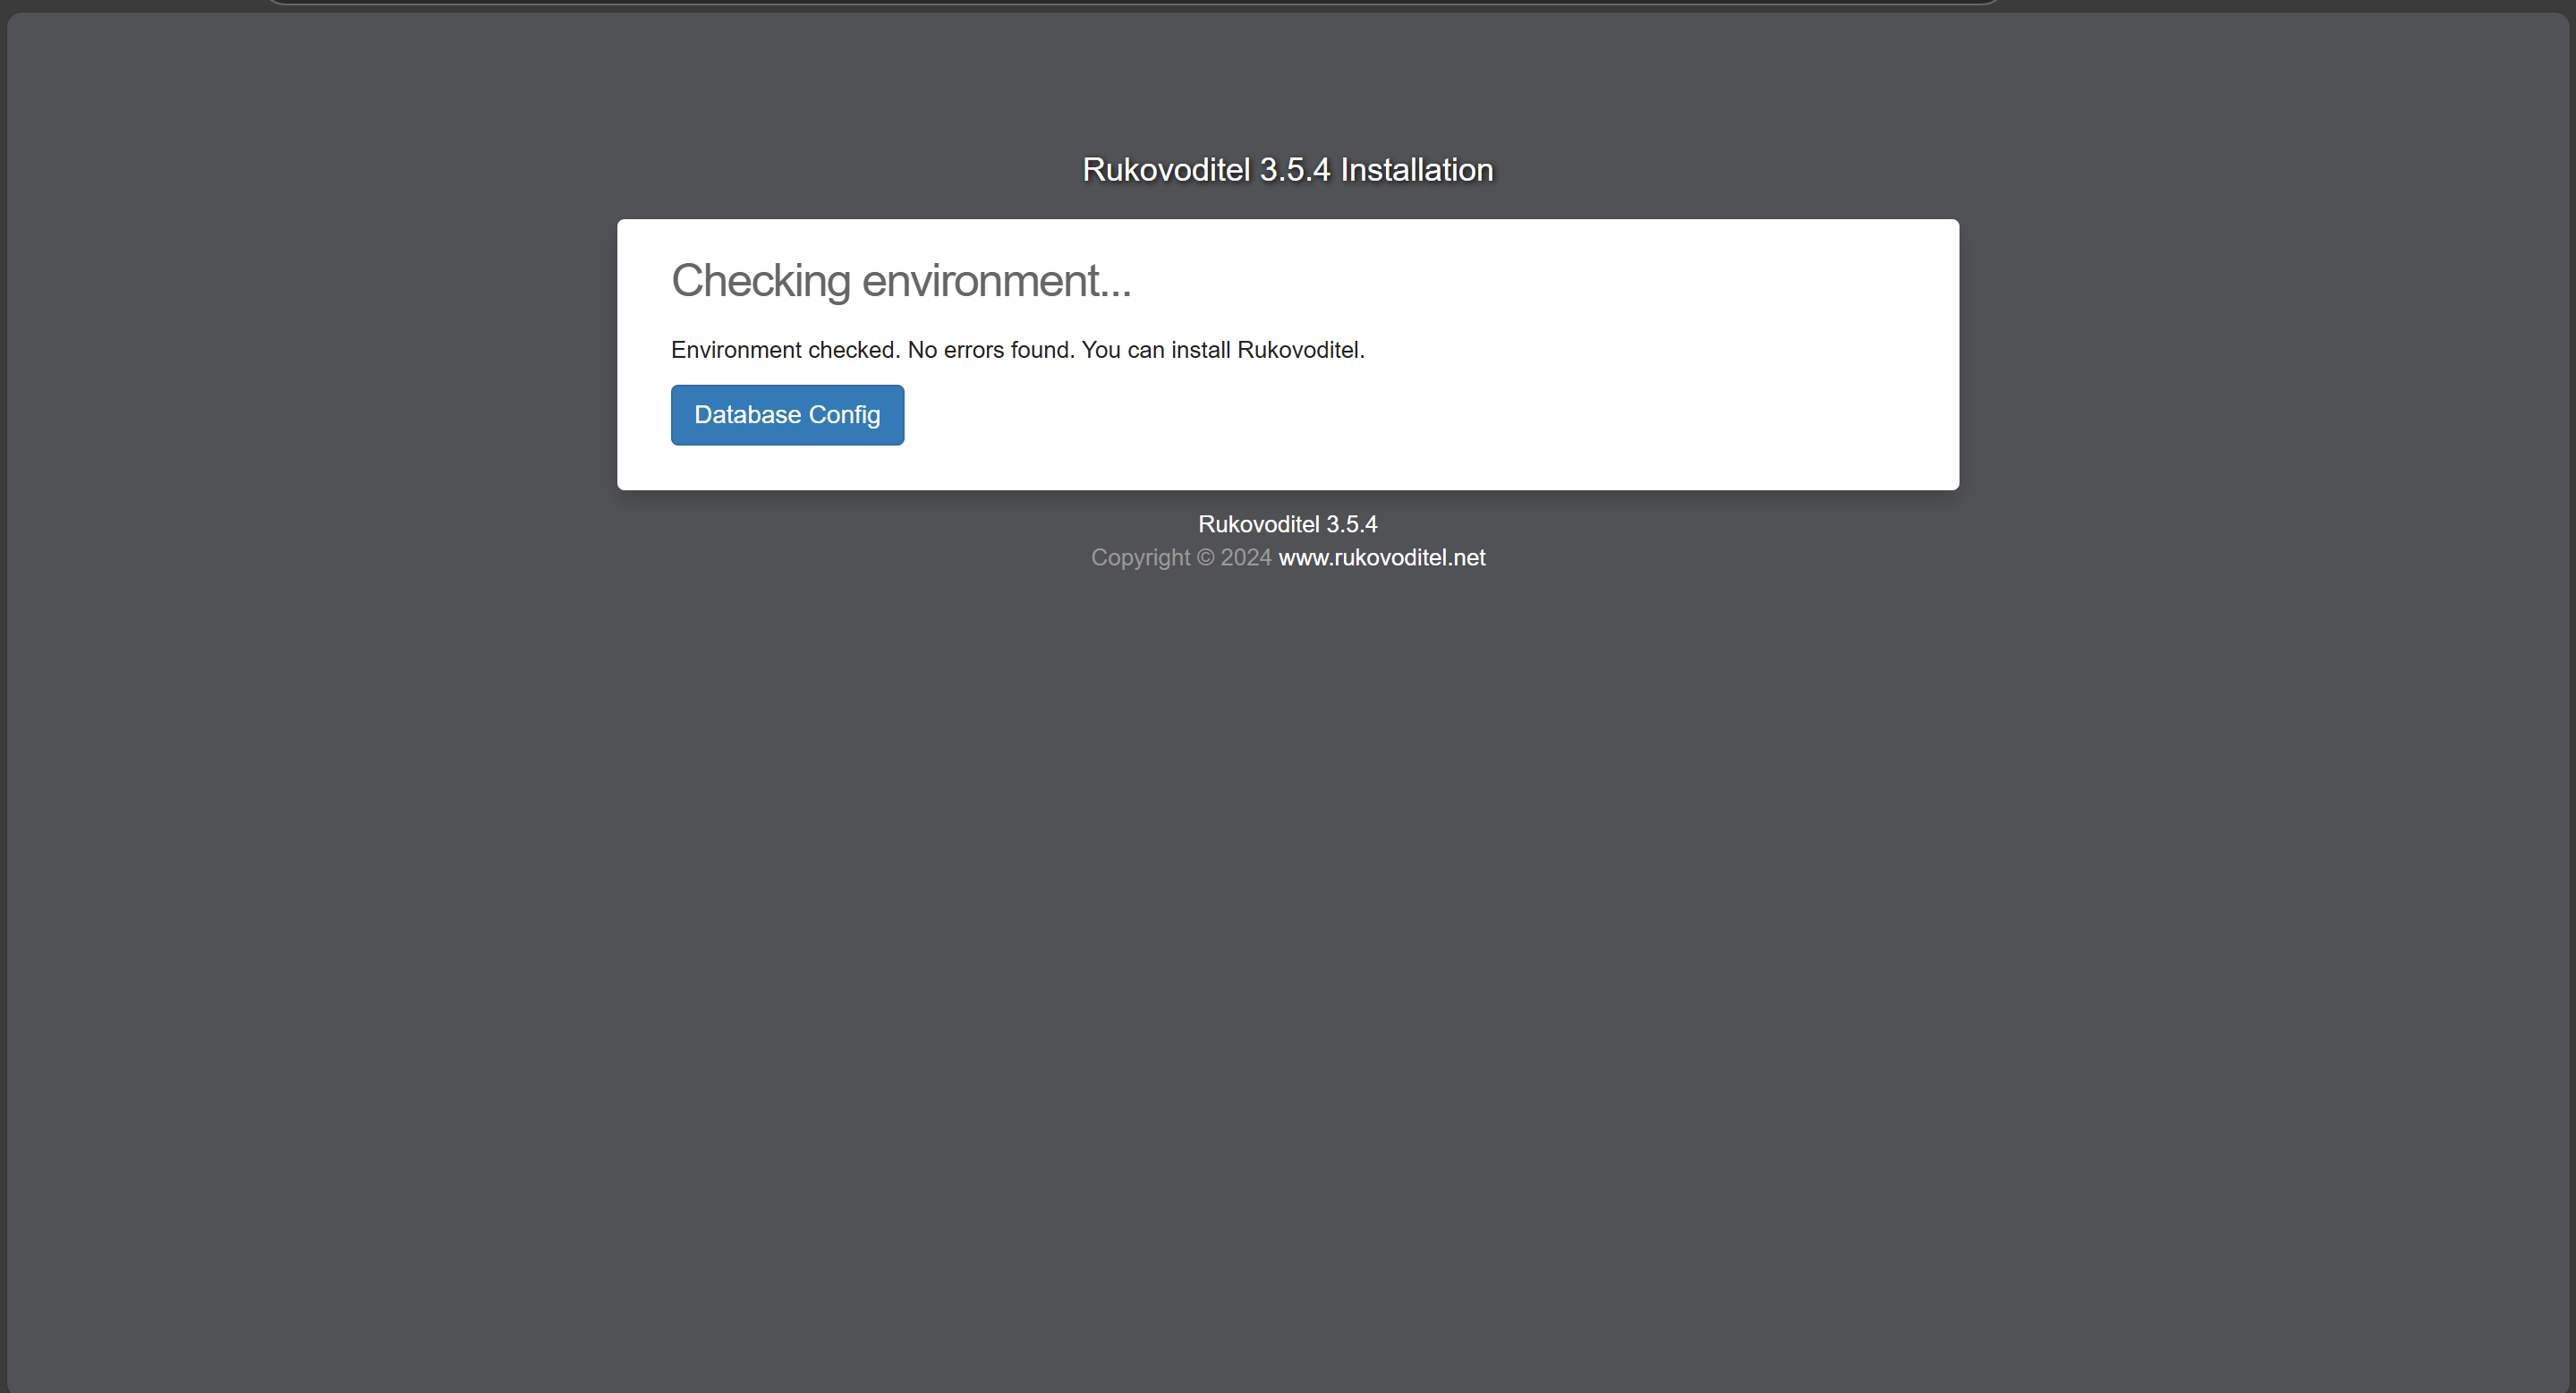 Rukovoditel 3.5.4 Installation
Checking environment...
Environment checked. No errors found. You can install Rukovoditel.
Database Config
Rukovoditel 3.5.4
Copyright © 2024 www.rukovoditel.net